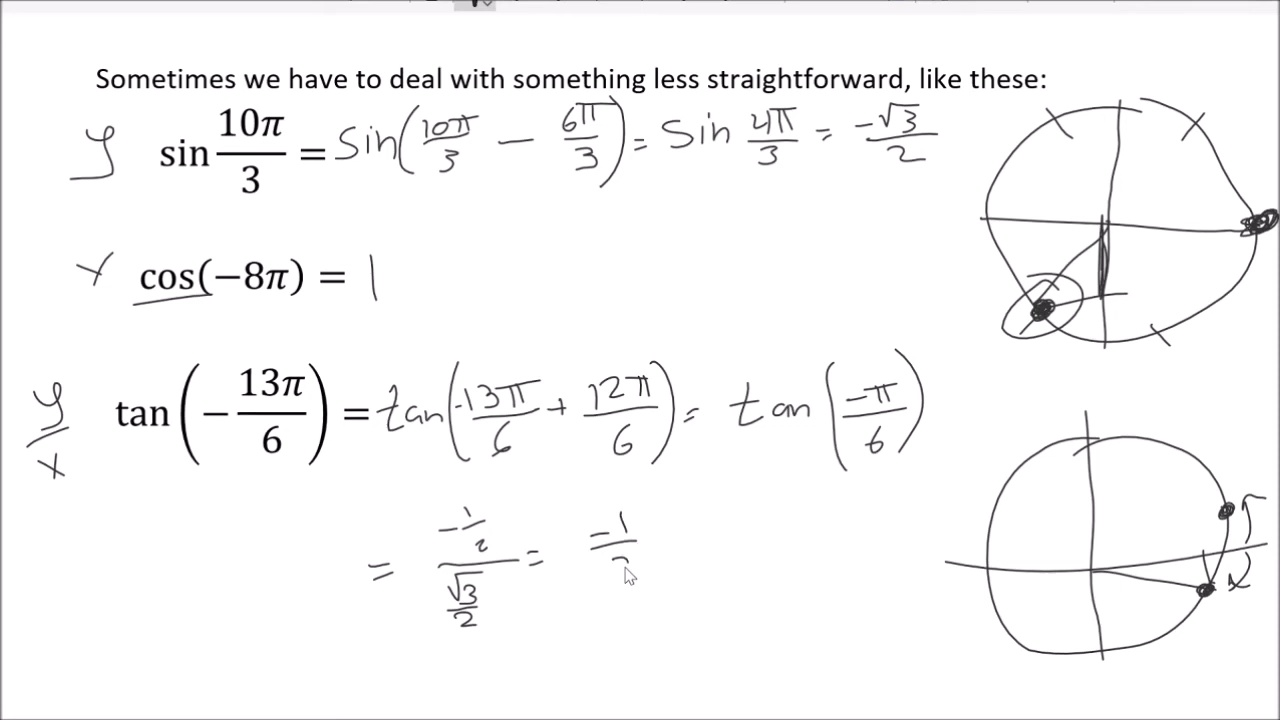 Sometimes we have to deal with something less straightforward, like these:
y sin 10π/3 = sin(10π/3 − 6π/3) = sin 4π/3 = -√3/2
x cos(−8π) = 1
y/x tan(−13π/6) = tan(-13π/6 + 12π/6) = tan(-π/6)
= -1/2 / √3/2 = -1/2